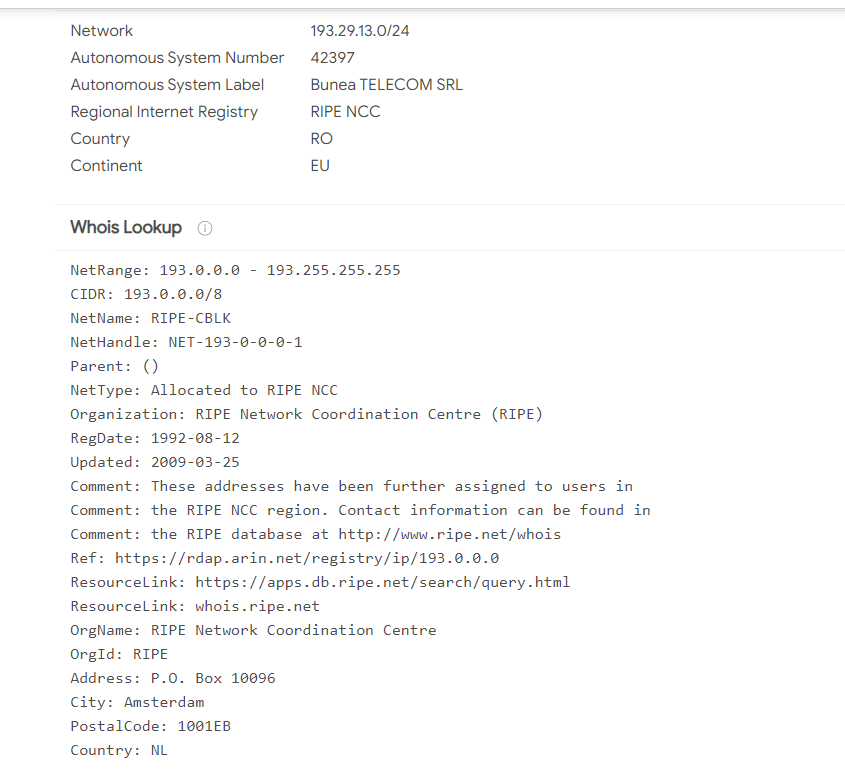 Network 193.29.13.0/24
Autonomous System Number 42397
Autonomous System Label Bunea TELECOM SRL
Regional Internet Registry RIPE NCC
Country RO
Continent EU
Whois Lookup
NetRange: 193.0.0.0 - 193.255.255.255
CIDR: 193.0.0.0/8
NetName: RIPE-CBLK
NetHandle: NET-193-0-0-0-1
Parent: ()
NetType: Allocated to RIPE NCC
Organization: RIPE Network Coordination Centre (RIPE)
RegDate: 1992-08-12
Updated: 2009-03-25
Comment: These addresses have been further assigned to users in
Comment: the RIPE NCC region. Contact information can be found in
Comment: the RIPE database at http://www.ripe.net/whois
Ref: https://rdap.arin.net/registry/ip/193.0.0.0
ResourceLink: https://apps.db.ripe.net/search/query.html
ResourceLink: whois.ripe.net
OrgName: RIPE Network Coordination Centre
OrgId: RIPE
Address: P.O. Box 10096
City: Amsterdam
PostalCode: 1001EB
Country: NL